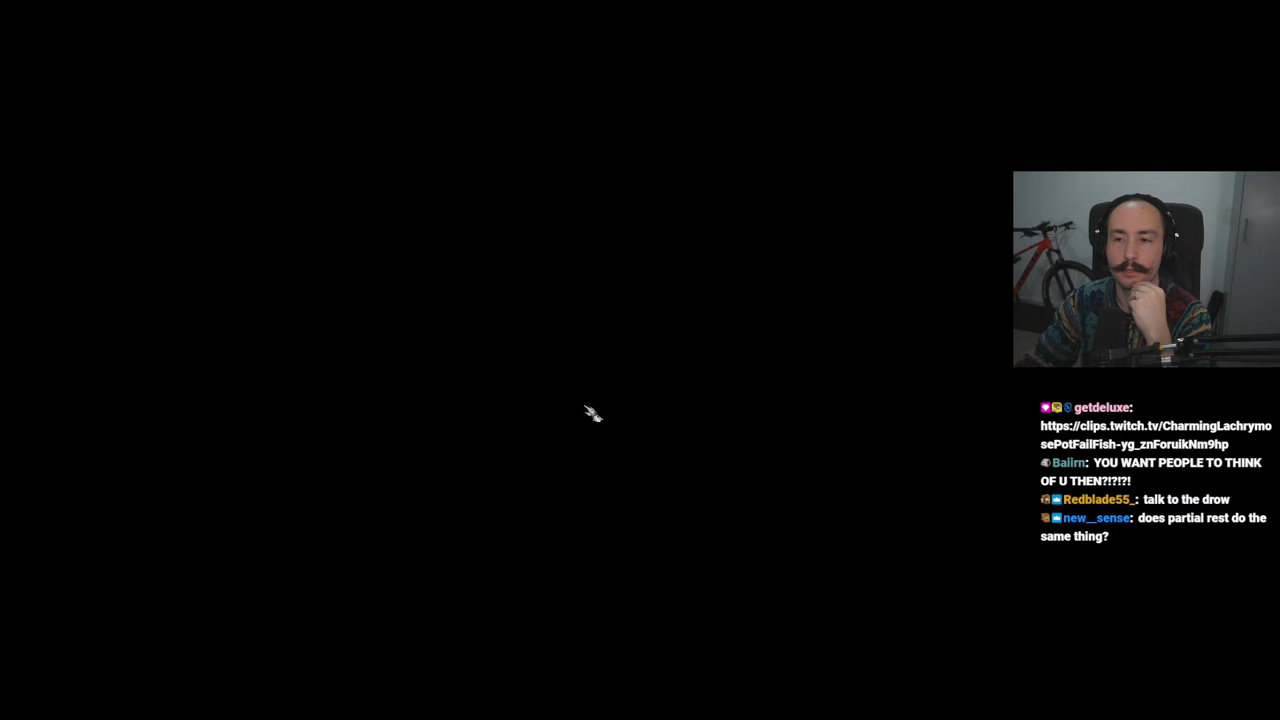 getdeluxe:
https://clips.twitch.tv/CharmingLachrymo
sePotFailFish-yg_znForuikNm9hp
Baiirn: YOU WANT PEOPLE TO THINK
OF U THEN?!?!?!
Redblade55_: talk to the drow
new__sense: does partial rest do the
same thing?